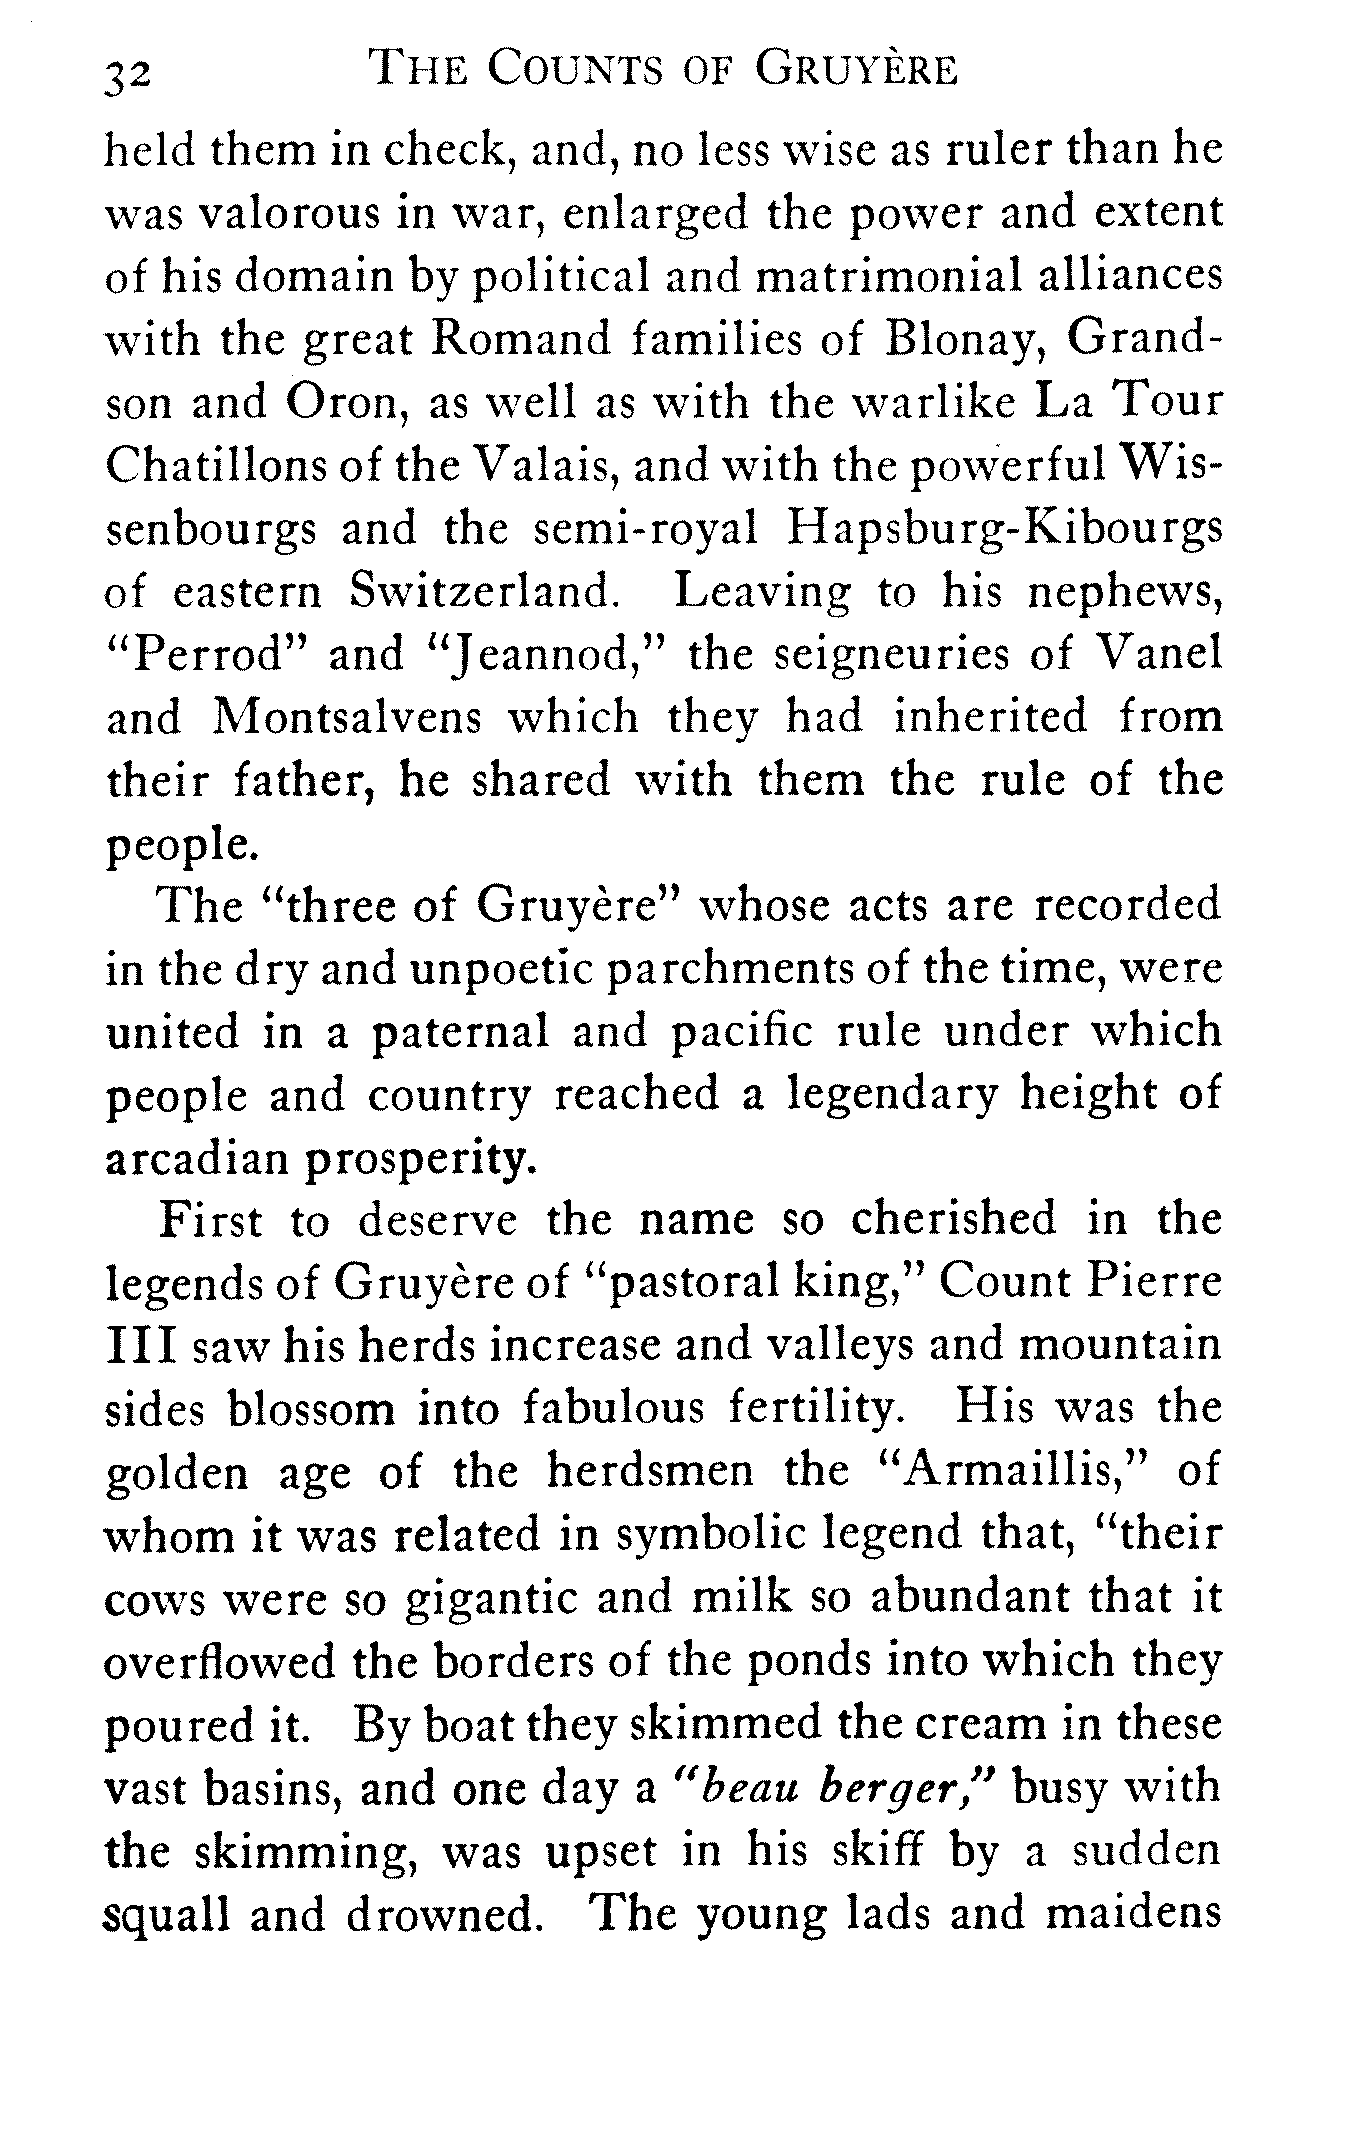 32 THE COUNTS OF GRUYÈRE
held them in check, and, no less wise as ruler than he
was valorous in war, enlarged the power and extent
of his domain by political and matrimonial alliances
with the great Romand families of Blonay, Grand-
son and Oron, as well as with the warlike La Tour
Chatillons of the Valais, and with the powerful Wis-
senbourgs and the semi-royal Hapsburg-Kibourgs
of eastern Switzerland. Leaving to his nephews,
“Perrod” and “Jeannod,” the seigneuries of Vanel
and Montsalvens which they had inherited from
their father, he shared with them the rule of the
people.
The “three of Gruyère” whose acts are recorded
in the dry and unpoetic parchments of the time, were
united in a paternal and pacific rule under which
people and country reached a legendary height of
arcadian prosperity.
First to deserve the name so cherished in the
legends of Gruyère of “pastoral king,” Count Pierre
III saw his herds increase and valleys and mountain
sides blossom into fabulous fertility. His was the
golden age of the herdsmen the “Armaillis,” of
whom it was related in symbolic legend that, “their
cows were so gigantic and milk so abundant that it
overflowed the borders of the ponds into which they
poured it. By boat they skimmed the cream in these
vast basins, and one day a “beau berger,” busy with
the skimming, was upset in his skiff by a sudden
squall and drowned. The young lads and maidens